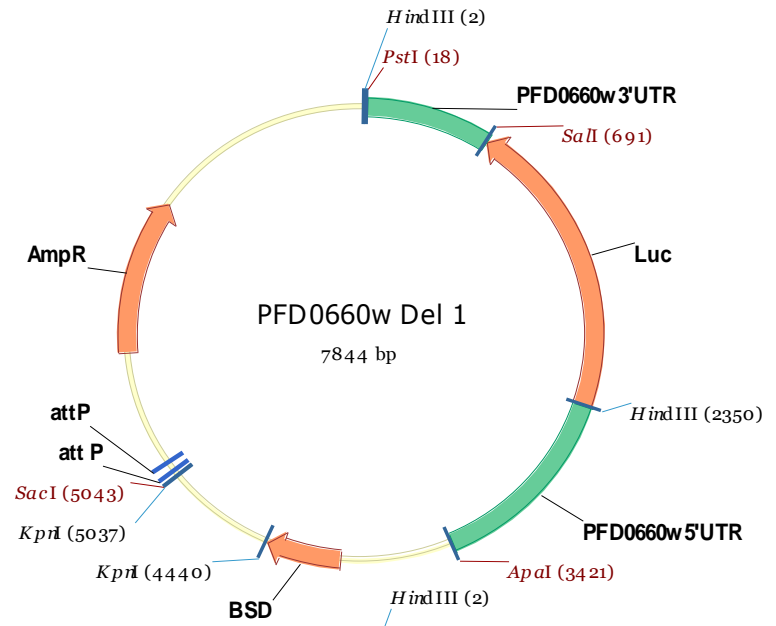 HindIII (2)
PstI (18)
PFD0660w 3'UTR
SalI (691)
Luc
AmpR
PFD0660w Del 1
7844 bp
HindIII (2350)
attP
att P
SacI (5043)
KpnI (5037)
PFD0660w 5'UTR
KpnI (4440)
ApaI (3421)
BSD
HindIII (2)